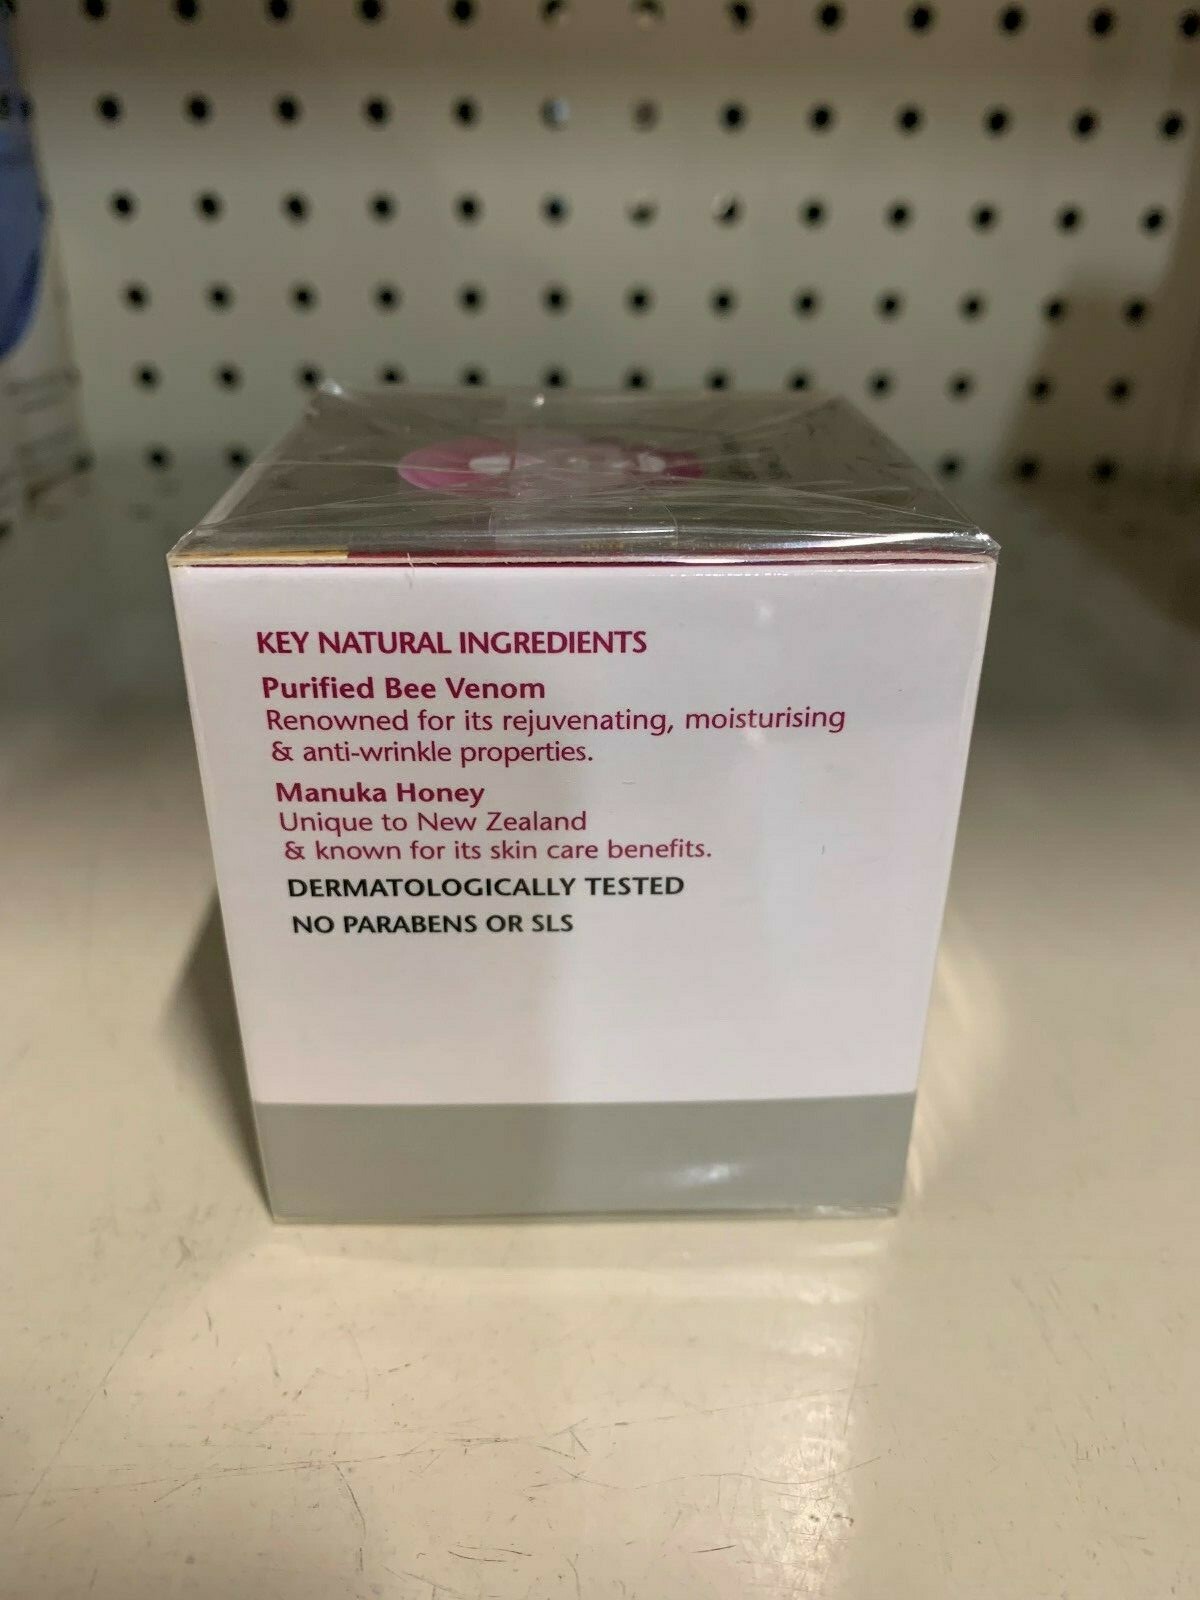 KEY NATURAL INGREDIENTS
Purified Bee Venom
Renowned for its rejuvenating, moisturising
& anti-wrinkle properties.
Manuka Honey
Unique to New Zealand
& known for its skin care benefits.
DERMATOLOGICALLY TESTED
NO PARABENS OR SLS